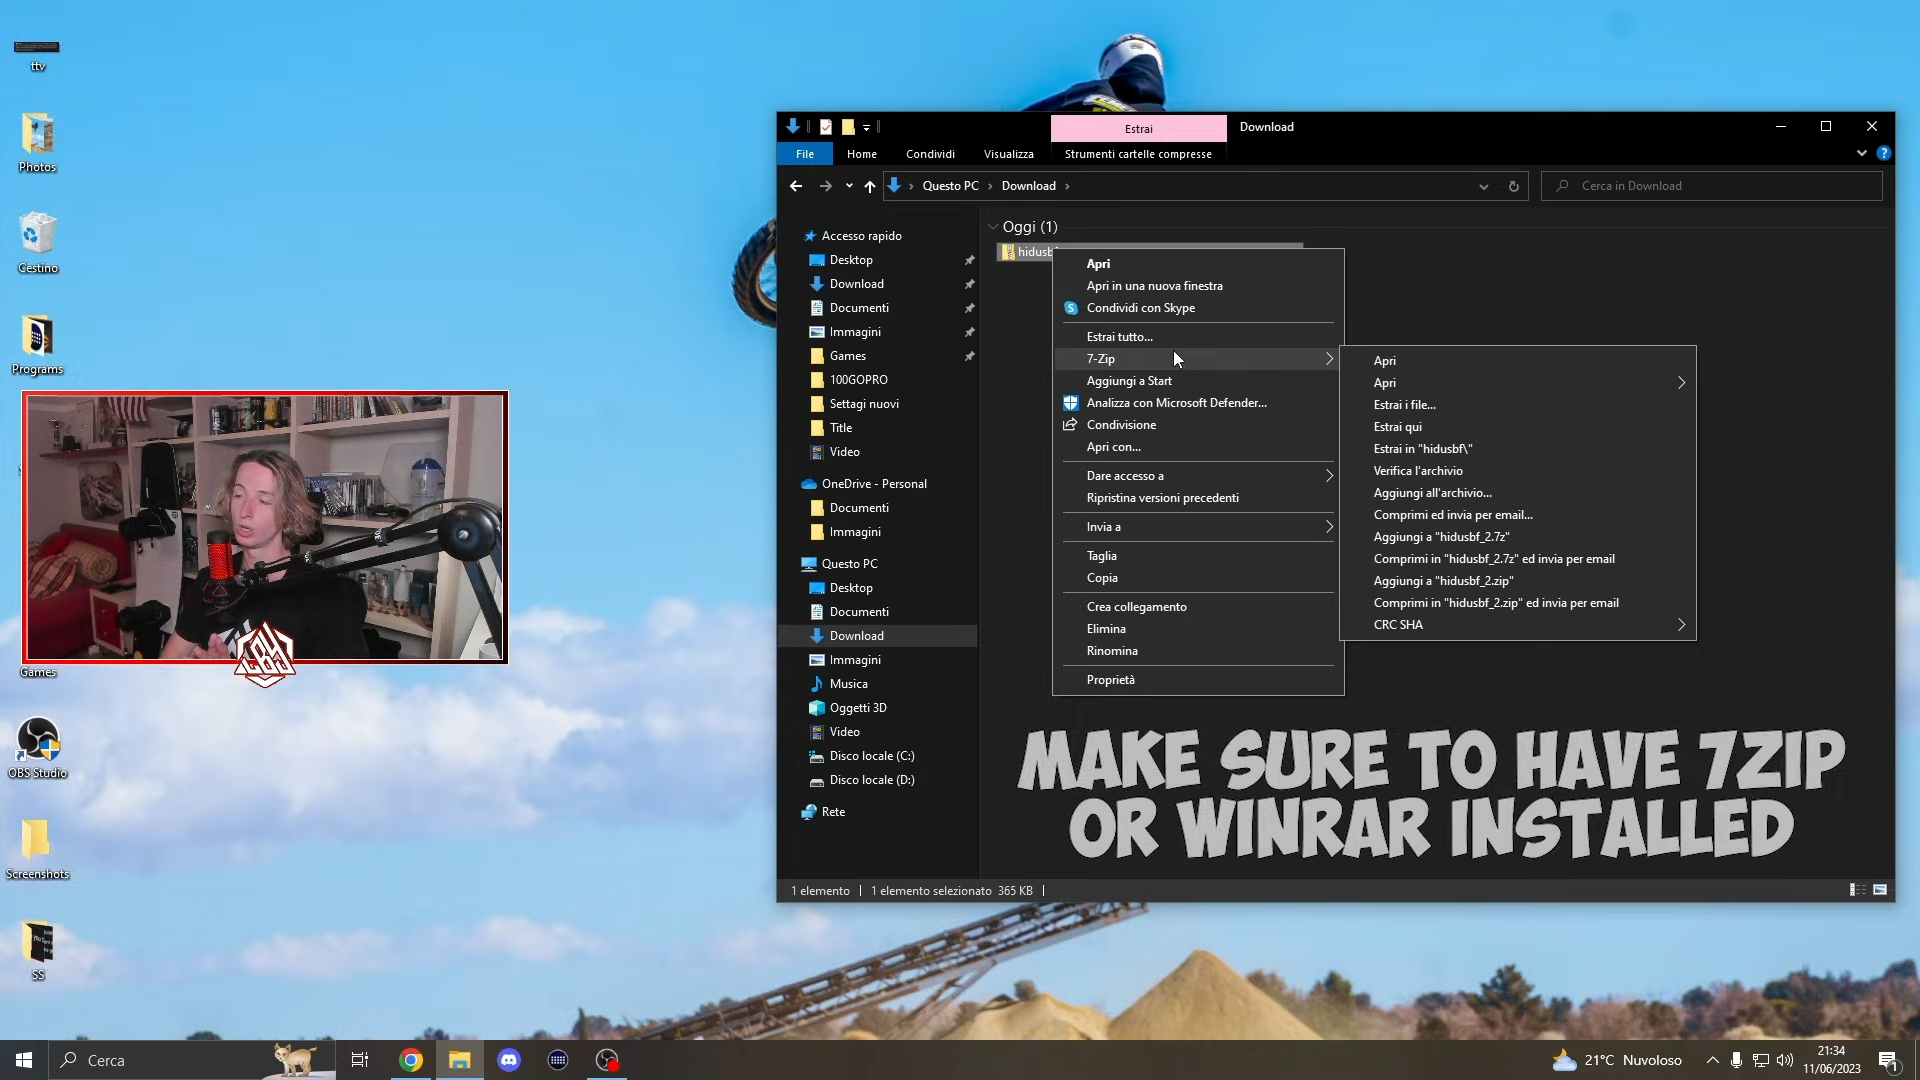 ttv
Photos
Cestino
Programs
Games
OBS Studio
Screenshots
SS
Estrai
Download
File
Home
Condividi
Visualizza
Strumenti cartelle compresse
Questo PC
Download
Cerca in Download
Accesso rapido
Desktop
Download
Documenti
Immagini
Games
100GOPRO
Settagi nuovi
Title
Video
OneDrive - Personal
Documenti
Immagini
Questo PC
Desktop
Documenti
Download
Immagini
Musica
Oggetti 3D
Video
Disco locale (C:)
Disco locale (D:)
Rete
Oggi (1)
Apri
Apri in una nuova finestra
Condividi con Skype
Estrai tutto...
7-Zip
Aggiungi a Start
Analizza con Microsoft Defender...
Condivisione
Apri con...
Dare accesso a
Ripristina versioni precedenti
Invia a
Taglia
Copia
Crea collegamento
Elimina
Rinomina
Proprietà
Apri
Apri
Estrai i file...
Estrai qui
Estrai in "hidusbf\"
Verifica l'archivio
Aggiungi all'archivio...
Comprimi ed invia per email...
Aggiungi a "hidusbf_2.7z"
Comprimi in "hidusbf_2.7z" ed invia per email
Aggiungi a "hidusbf_2.zip"
Comprimi in "hidusbf_2.zip" ed invia per email
CRC SHA
MAKE SURE TO HAVE 7ZIP
OR WINRAR INSTALLED
1 elemento
1 elemento selezionato 365 KB
Cerca
21°C Nuvoloso
21:34
11/06/2023
1